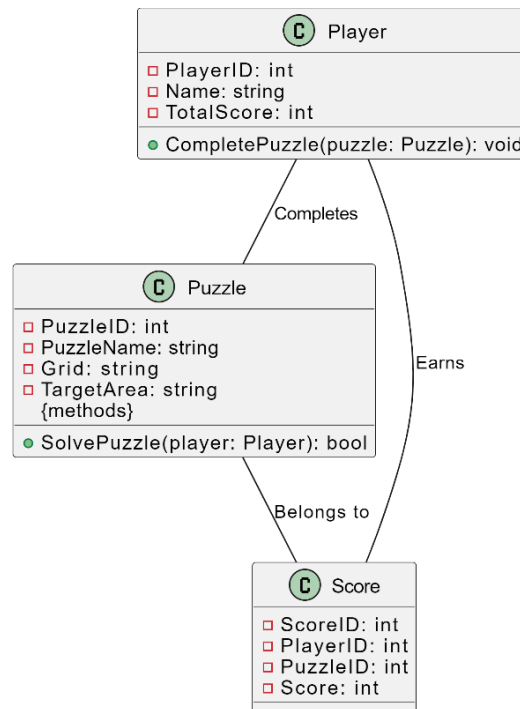 C Player
PlayerID: int
Name: string
TotalScore: int
CompletePuzzle(puzzle: Puzzle): void
Completes
C Puzzle
PuzzleID: int
PuzzleName: string
Grid: string
TargetArea: string
{methods}
SolvePuzzle(player: Player): bool
Earns
Belongs to
C Score
ScoreID: int
PlayerID: int
PuzzleID: int
Score: int